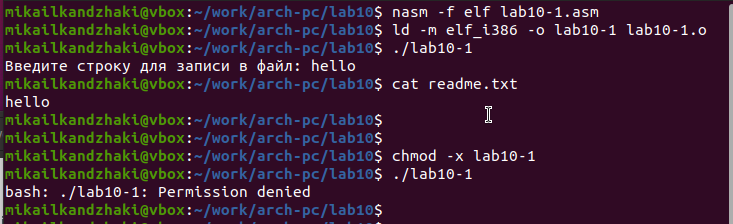 mikailkandzhaki@vbox:~/work/arch-pc/lab10$ nasm -f elf lab10-1.asm
mikailkandzhaki@vbox:~/work/arch-pc/lab10$ ld -m elf_i386 -o lab10-1 lab10-1.o
mikailkandzhaki@vbox:~/work/arch-pc/lab10$ ./lab10-1
Введите строку для записи в файл: hello
mikailkandzhaki@vbox:~/work/arch-pc/lab10$ cat readme.txt
hello
mikailkandzhaki@vbox:~/work/arch-pc/lab10$
mikailkandzhaki@vbox:~/work/arch-pc/lab10$
mikailkandzhaki@vbox:~/work/arch-pc/lab10$ chmod -x lab10-1
mikailkandzhaki@vbox:~/work/arch-pc/lab10$ ./lab10-1
bash: ./lab10-1: Permission denied
mikailkandzhaki@vbox:~/work/arch-pc/lab10$